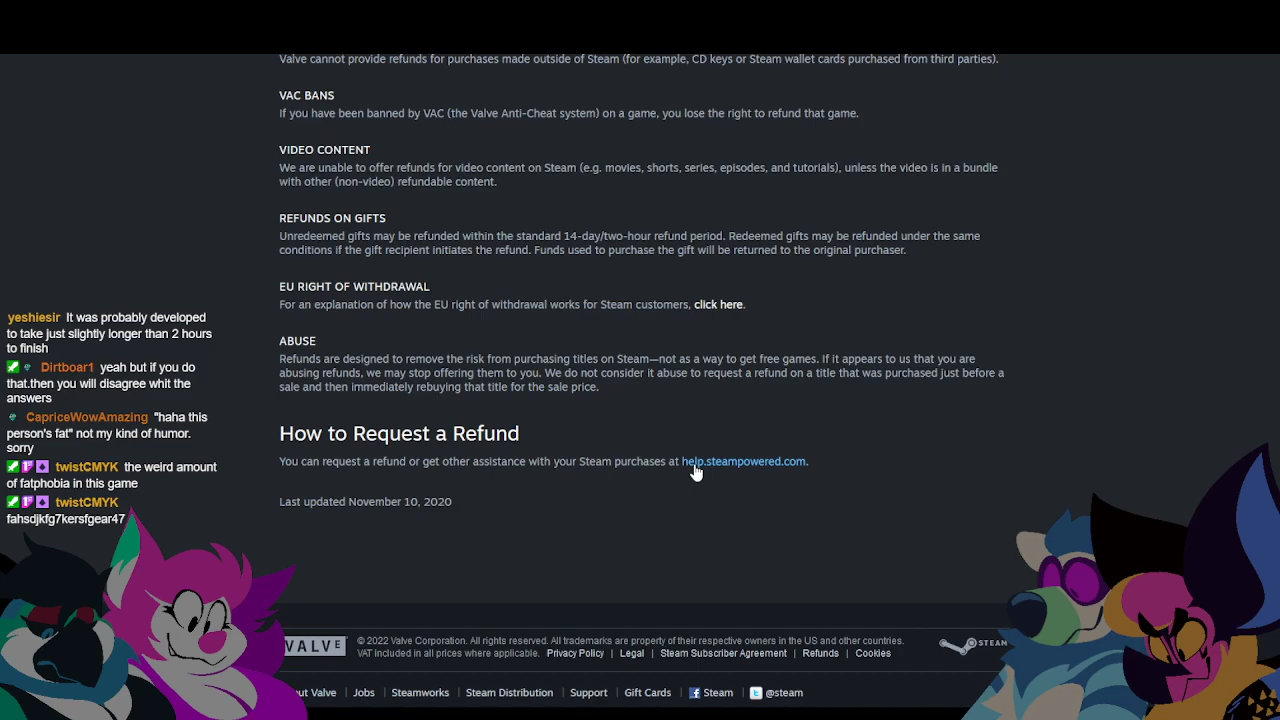 Valve cannot provide refunds for purchases made outside of Steam (for example, CD keys or Steam wallet cards purchased from third parties).
VAC BANS
If you have been banned by VAC (the Valve Anti-Cheat system) on a game, you lose the right to refund that game.
VIDEO CONTENT
We are unable to offer refunds for video content on Steam (e.g. movies, shorts, series, episodes, and tutorials), unless the video is in a bundle
with other (non-video) refundable content.
REFUNDS ON GIFTS
Unredeemed gifts may be refunded within the standard 14-day/two-hour refund period. Redeemed gifts may be refunded under the same
conditions if the gift recipient initiates the refund. Funds used to purchase the gift will be returned to the original purchaser.
EU RIGHT OF WITHDRAWAL
For an explanation of how the EU right of withdrawal works for Steam customers, click here.
ABUSE
Refunds are designed to remove the risk from purchasing titles on Steam—not as a way to get free games. If it appears to us that you are
abusing refunds, we may stop offering them to you. We do not consider it abuse to request a refund on a title that was purchased just before a
sale and then immediately rebuying that title for the sale price.
How to Request a Refund
You can request a refund or get other assistance with your Steam purchases at help.steampowered.com.
Last updated November 10, 2020
yeshiesir It was probably developed
to take just slightly longer than 2 hours
to finish
Dirtboar1 yeah but if you do
that.then you will disagree whit the
answers
CapriceWowAmazing "haha this
person's fat" not my kind of humor.
sorry
twistCMYK the weird amount
of fatphobia in this game
twistCMYK
fahsdjkfg7kersfgear47
VALVE
© 2022 Valve Corporation. All rights reserved. All trademarks are property of their respective owners in the US and other countries.
VAT included in all prices where applicable. Privacy Policy | Legal | Steam Subscriber Agreement | Refunds | Cookies
STEAM
out Valve | Jobs | Steamworks | Steam Distribution | Support | Gift Cards | Steam | @steam